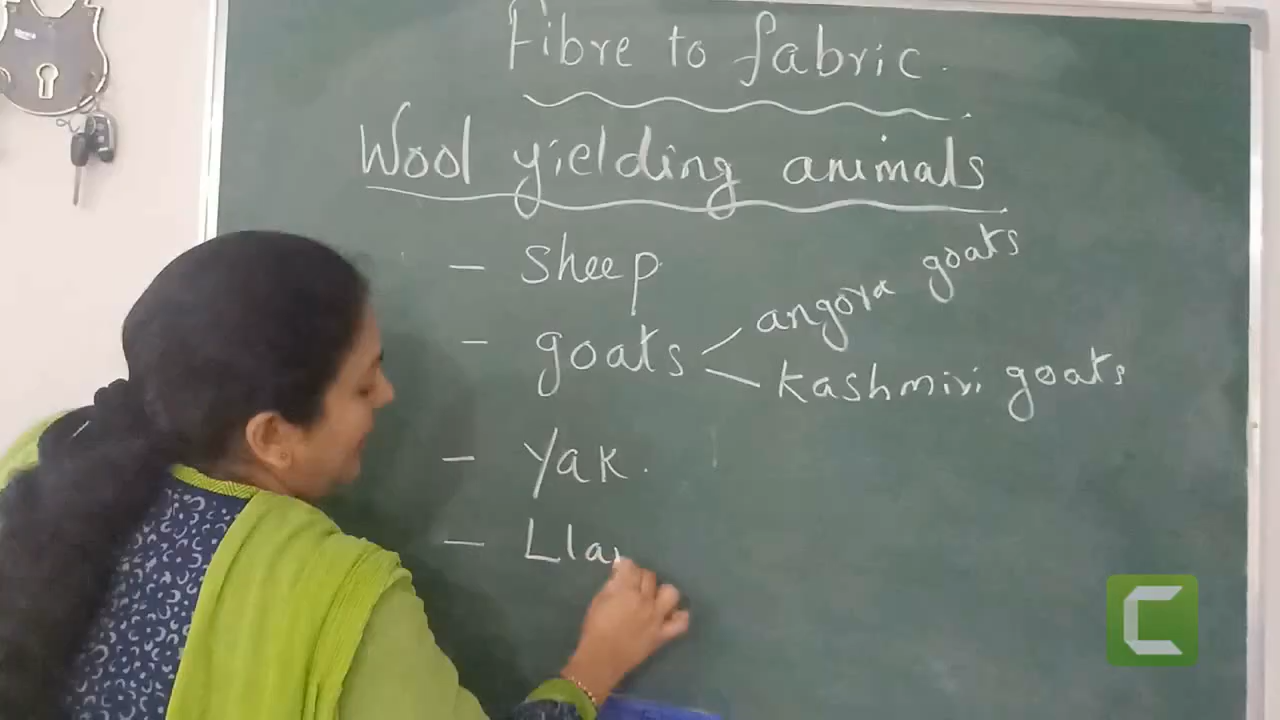 Fibre to fabric.
Wool yielding animals
- Sheep
- goats < angora goats
kashmiri goats
- Yak.
- Lla